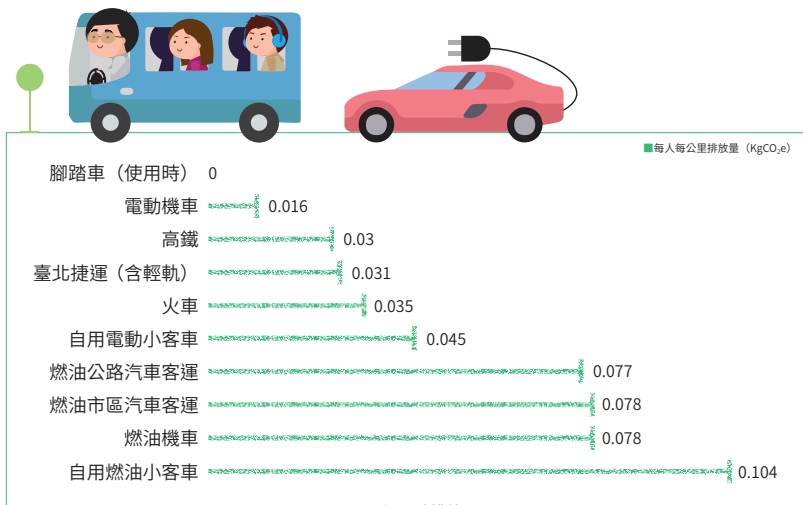 ■每人每公里排放量（KgCO₂e）
腳踏車（使用時） 0
電動機車 0.016
高鐵 0.03
臺北捷運（含輕軌） 0.031
火車 0.035
自用電動小客車 0.045
燃油公路汽車客運 0.077
燃油市區汽車客運 0.078
燃油機車 0.078
自用燃油小客車 0.104